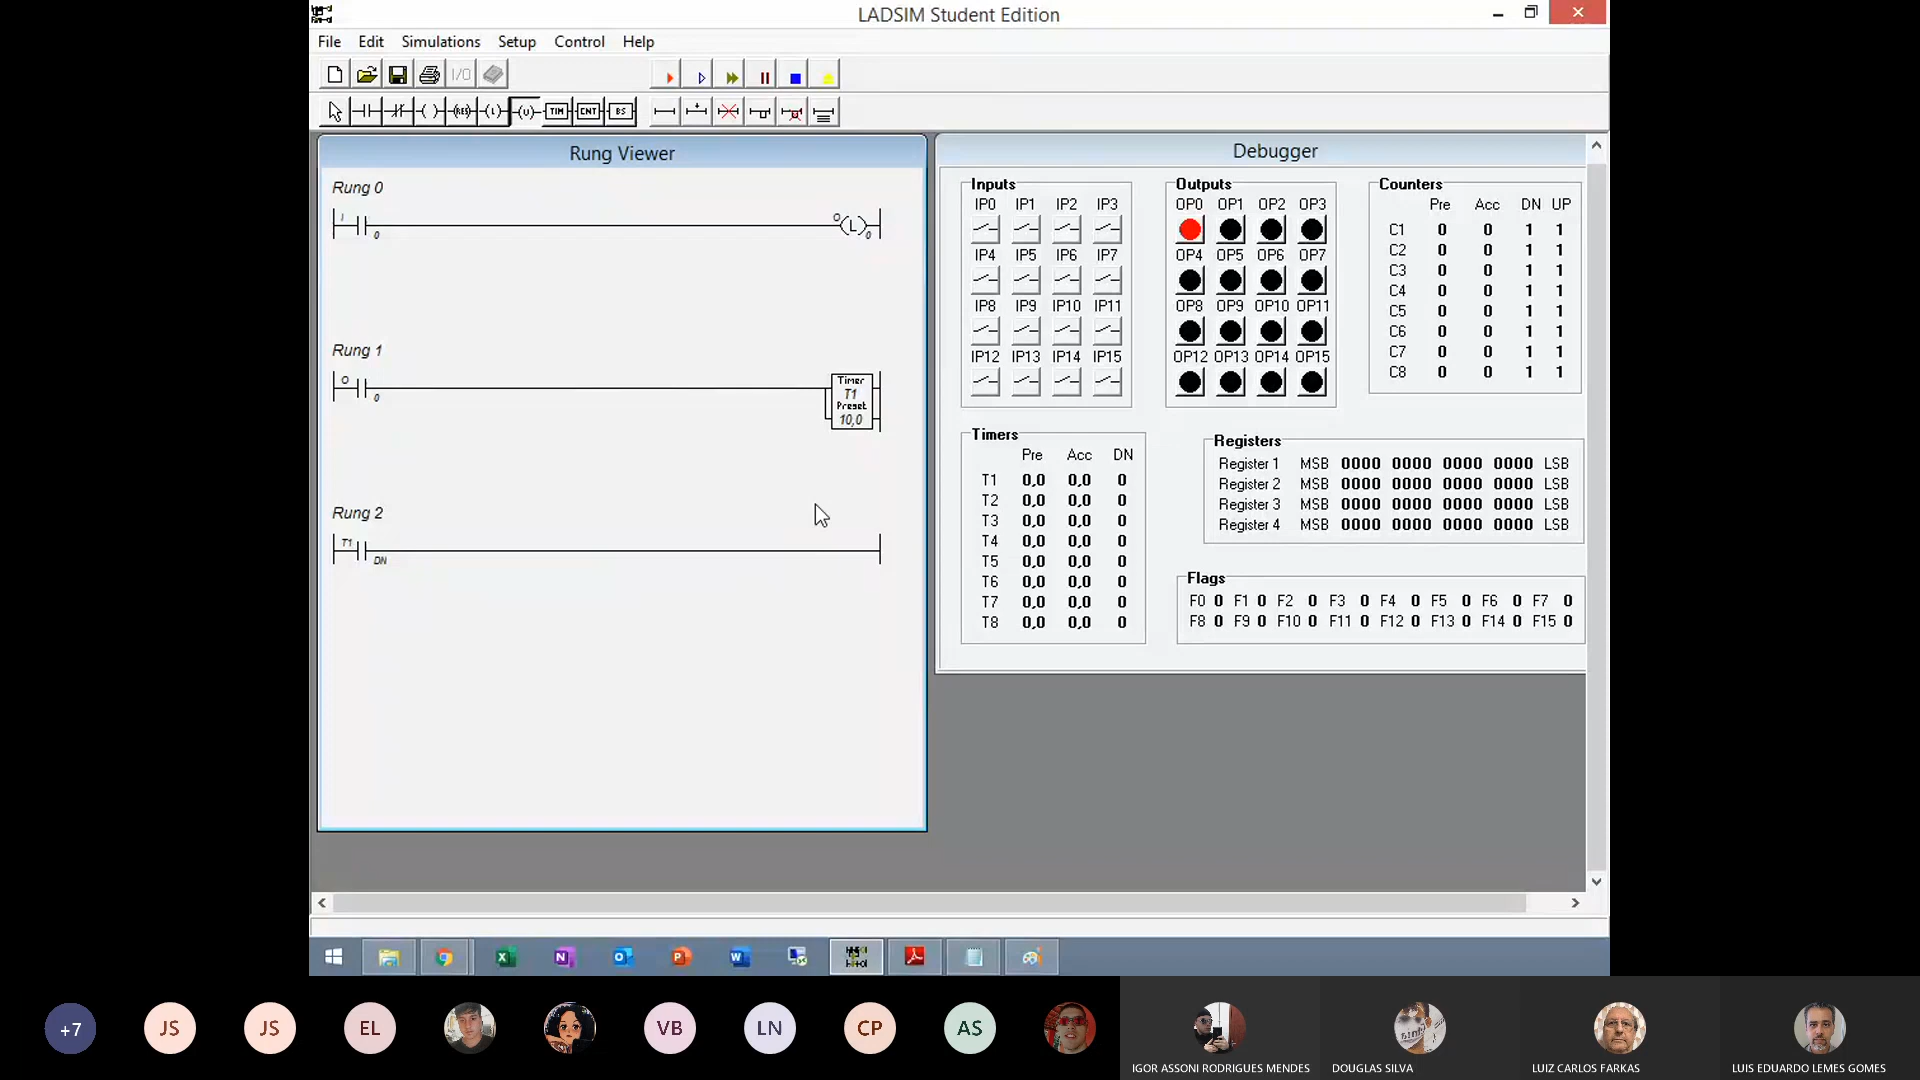 LADSIM Student Edition
File Edit Simulations Setup Control Help
I/O
RES L U TIM CNT BS
Rung Viewer
Rung 0
I
0
O
L
0
Rung 1
O
0
Timer
T1
Preset
10,0
Rung 2
T1
DN
Debugger
Inputs
IP0 IP1 IP2 IP3
IP4 IP5 IP6 IP7
IP8 IP9 IP10 IP11
IP12 IP13 IP14 IP15
Outputs
OP0 OP1 OP2 OP3
OP4 OP5 OP6 OP7
OP8 OP9 OP10 OP11
OP12 OP13 OP14 OP15
Counters
Pre Acc DN UP
C1 0 0 1 1
C2 0 0 1 1
C3 0 0 1 1
C4 0 0 1 1
C5 0 0 1 1
C6 0 0 1 1
C7 0 0 1 1
C8 0 0 1 1
Timers
Pre Acc DN
T1 0,0 0,0 0
T2 0,0 0,0 0
T3 0,0 0,0 0
T4 0,0 0,0 0
T5 0,0 0,0 0
T6 0,0 0,0 0
T7 0,0 0,0 0
T8 0,0 0,0 0
Registers
Register 1 MSB 0000 0000 0000 0000 LSB
Register 2 MSB 0000 0000 0000 0000 LSB
Register 3 MSB 0000 0000 0000 0000 LSB
Register 4 MSB 0000 0000 0000 0000 LSB
Flags
F0 0 F1 0 F2 0 F3 0 F4 0 F5 0 F6 0 F7 0
F8 0 F9 0 F10 0 F11 0 F12 0 F13 0 F14 0 F15 0
+7 JS JS EL VB LN CP AS
IGOR ASSONI RODRIGUES MENDES DOUGLAS SILVA LUIZ CARLOS FARKAS LUIS EDUARDO LEMES GOMES